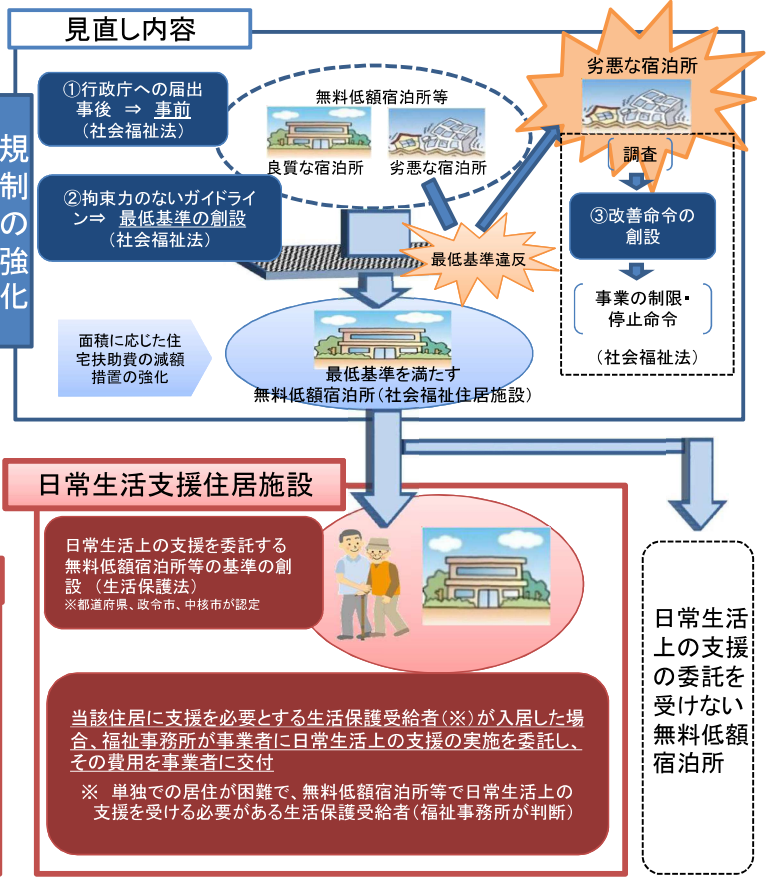 見直し内容
規制の強化
①行政庁への届出
事後 ⇒ 事前
(社会福祉法)
②拘束力のないガイドライ
ン⇒ 最低基準の創設
(社会福祉法)
無料低額宿泊所等
良質な宿泊所
劣悪な宿泊所
最低基準違反
劣悪な宿泊所
調査
③改善命令の
創設
事業の制限・
停止命令
(社会福祉法)
面積に応じた住
宅扶助費の減額
措置の強化
最低基準を満たす
無料低額宿泊所(社会福祉住居施設)
日常生活支援住居施設
日常生活上の支援を委託する
無料低額宿泊所等の基準の創
設 (生活保護法)
※都道府県、政令市、中核市が認定
当該住居に支援を必要とする生活保護受給者(※)が入居した場
合、福祉事務所が事業者に日常生活上の支援の実施を委託し、
その費用を事業者に交付
※ 単独での居住が困難で、無料低額宿泊所等で日常生活上の
支援を受ける必要がある生活保護受給者(福祉事務所が判断)
日常生活
上の支援
の委託を
受けない
無料低額
宿泊所